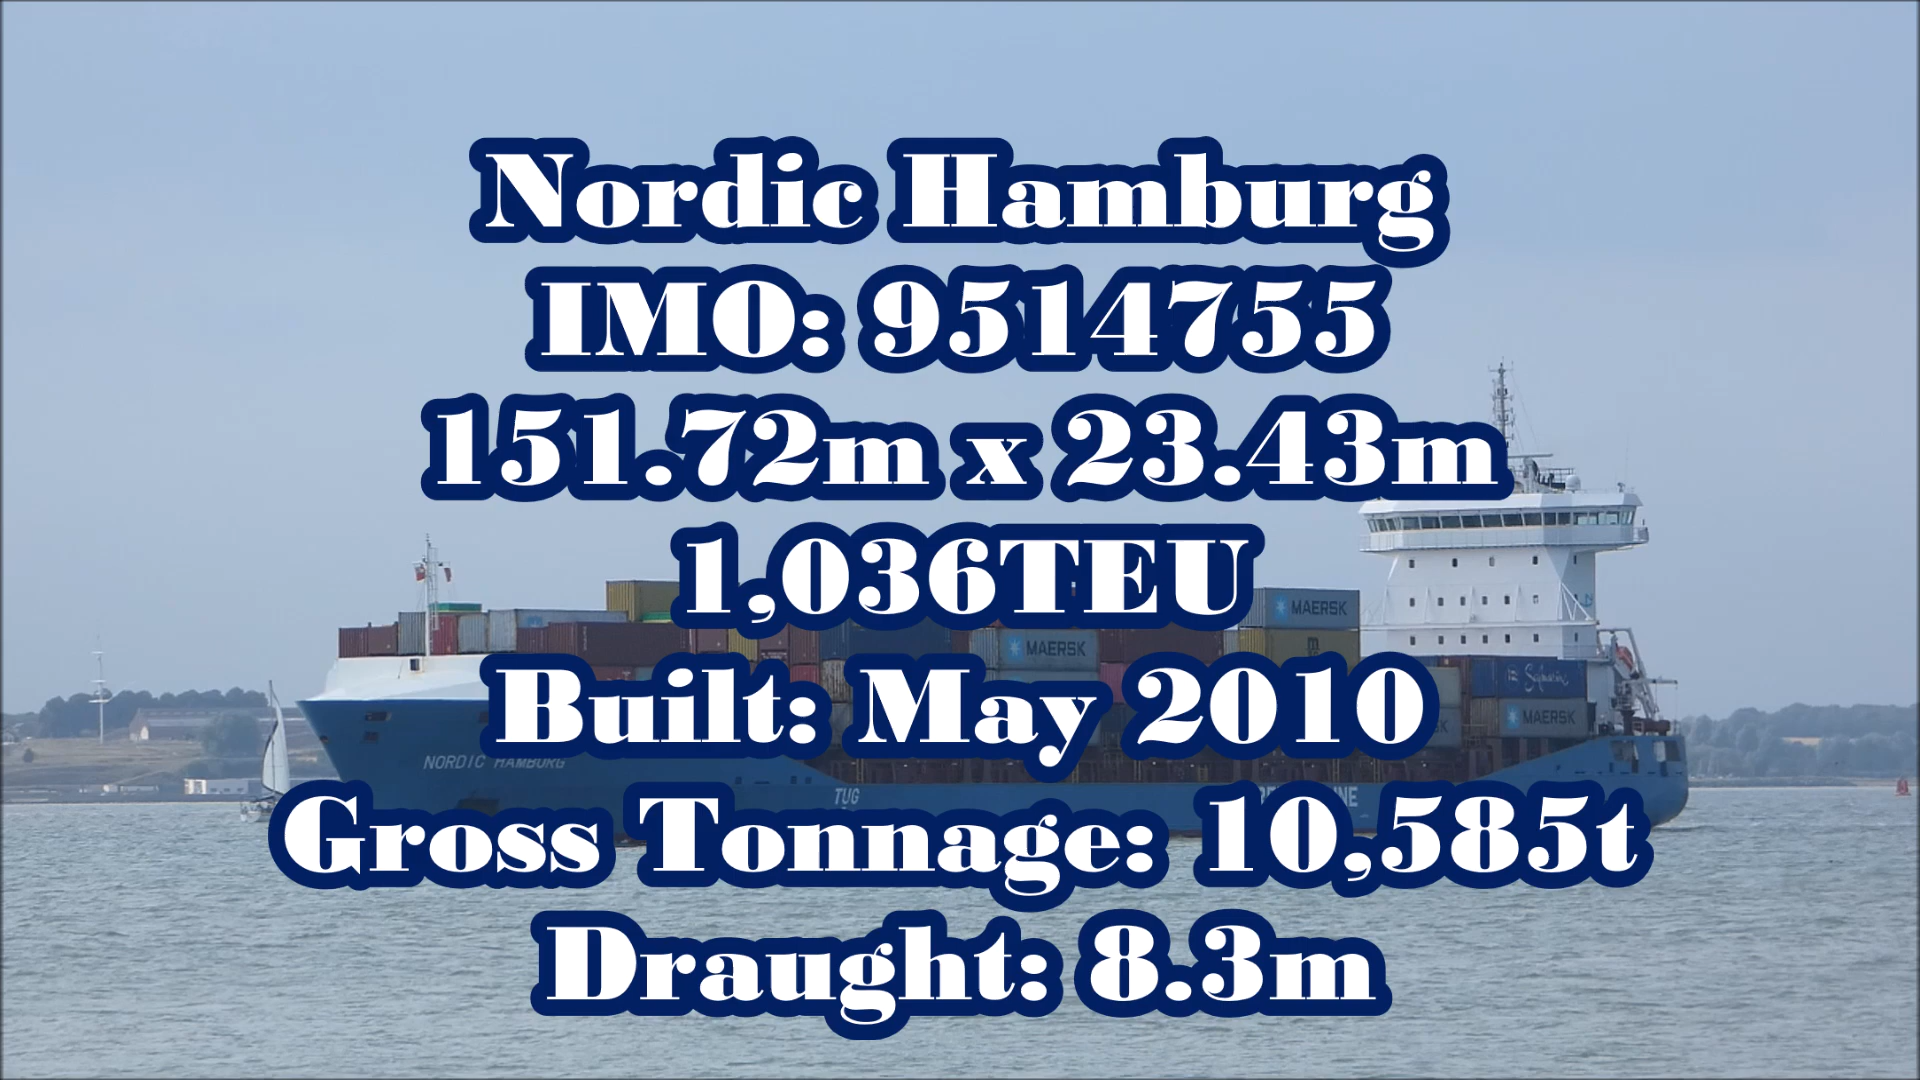 Nordic Hamburg
IMO: 9514755
151.72m x 23.43m
1,036TEU
MAERSK
MAERSK
Built: May 2010
Safmarine
MAERSK
NORDIC HAMBURG
TUG
Gross Tonnage: 10,585t
Draught: 8.3m